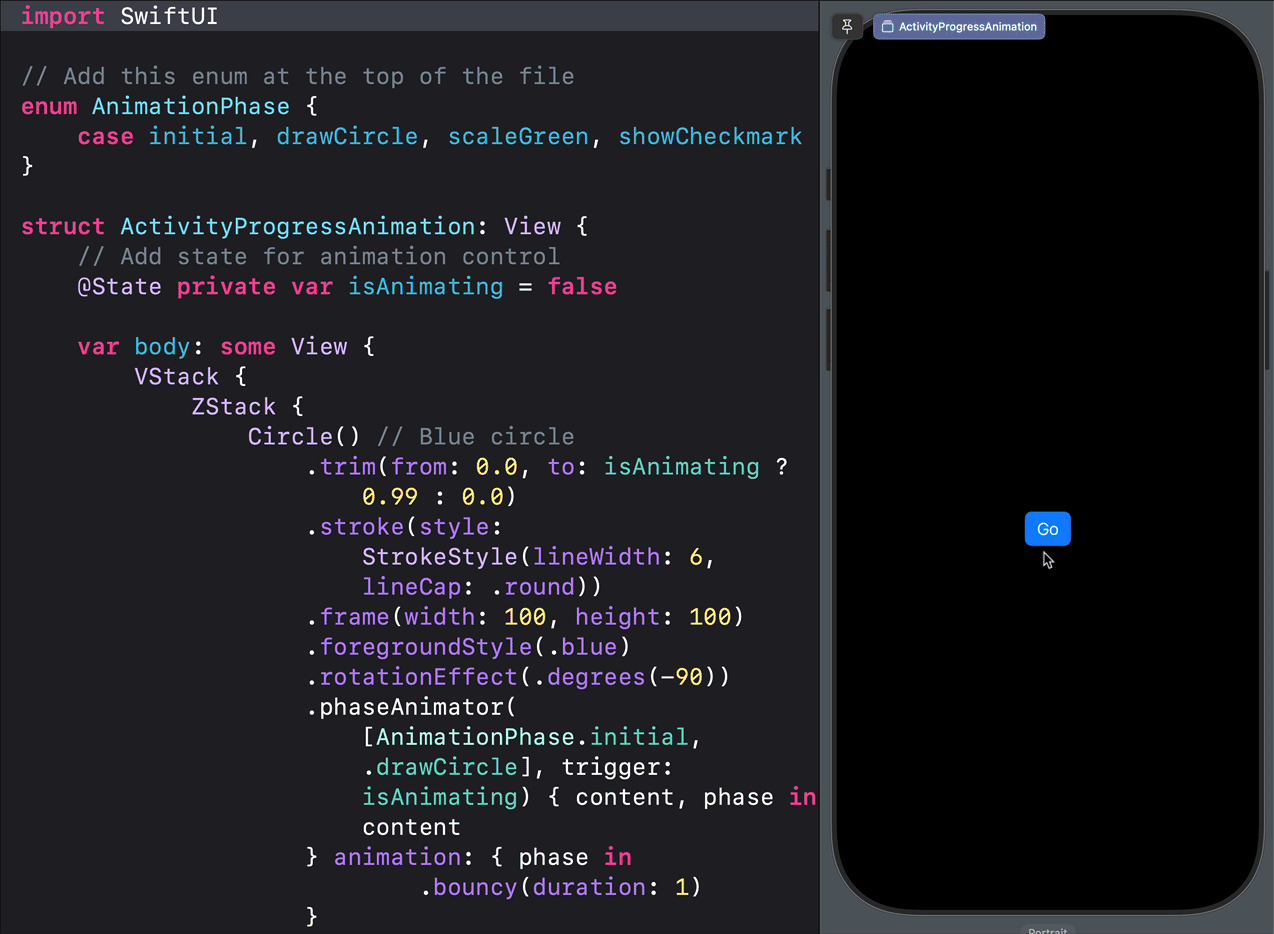 import SwiftUI
// Add this enum at the top of the file
enum AnimationPhase {
    case initial, drawCircle, scaleGreen, showCheckmark
}
struct ActivityProgressAnimation: View {
    // Add state for animation control
    @State private var isAnimating = false
    var body: some View {
        VStack {
            ZStack {
                Circle() // Blue circle
                    .trim(from: 0.0, to: isAnimating ?
                        0.99 : 0.0)
                    .stroke(style:
                        StrokeStyle(lineWidth: 6,
                        lineCap: .round))
                    .frame(width: 100, height: 100)
                    .foregroundStyle(.blue)
                    .rotationEffect(.degrees(-90))
                    .phaseAnimator(
                        [AnimationPhase.initial,
                        .drawCircle], trigger:
                        isAnimating) { content, phase in
                        content
                    } animation: { phase in
                            .bouncy(duration: 1)
                    }
ActivityProgressAnimation
Go
Portrait